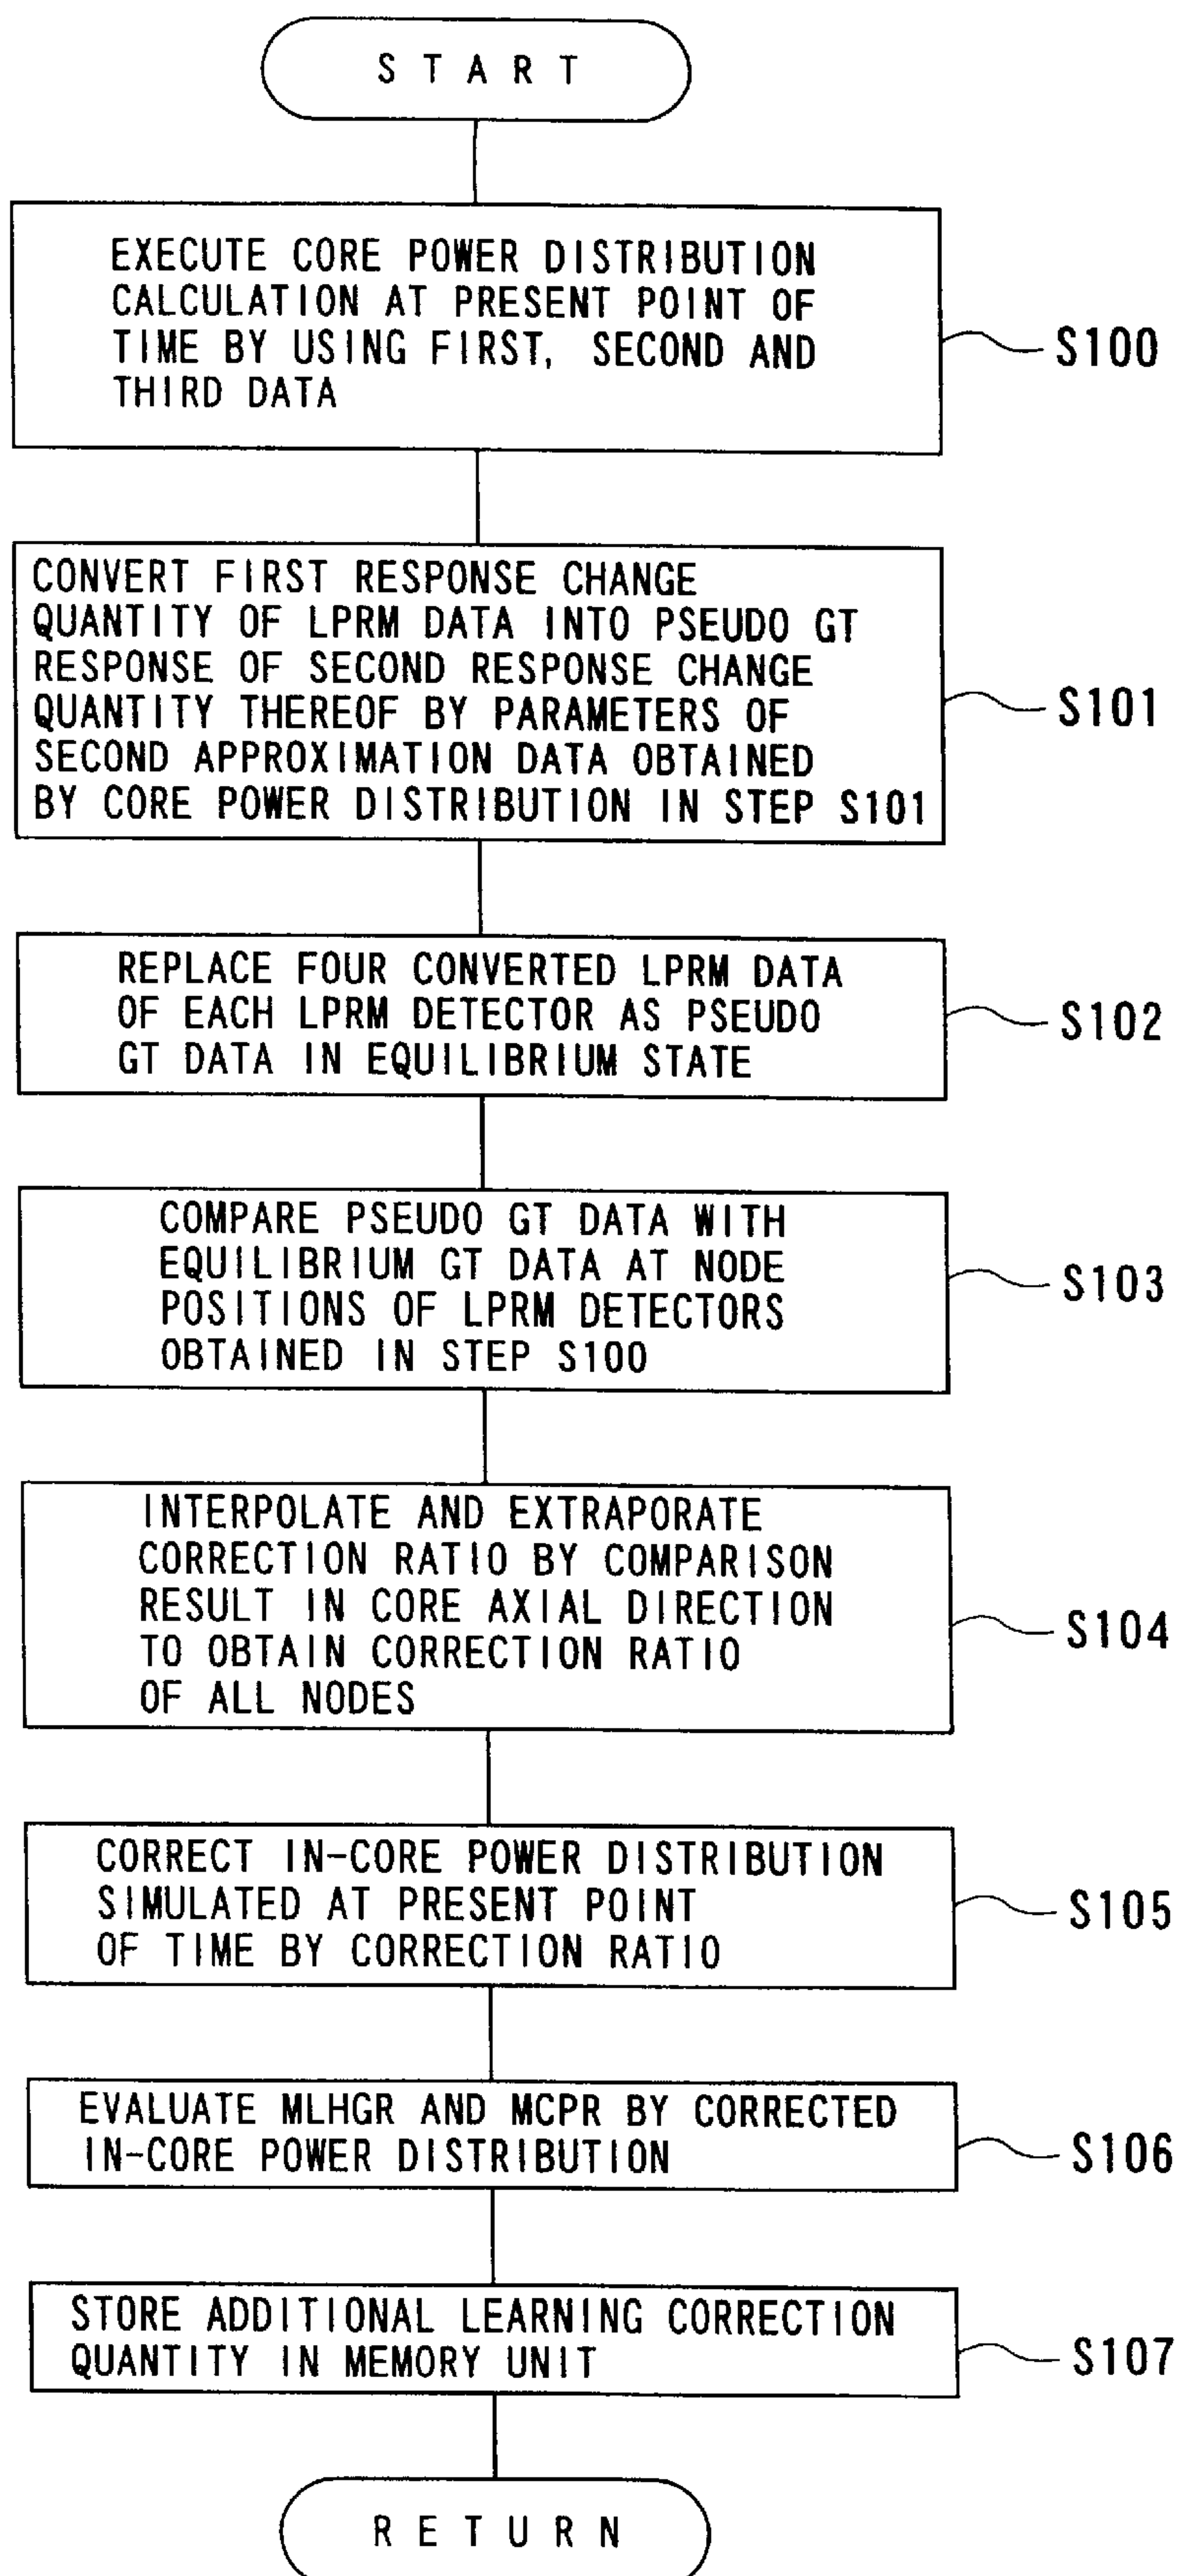 START
EXECUTE CORE POWER DISTRIBUTION
CALCULATION AT PRESENT POINT OF
TIME BY USING FIRST, SECOND AND
THIRD DATA
S100
CONVERT FIRST RESPONSE CHANGE
QUANTITY OF LPRM DATA INTO PSEUDO GT
RESPONSE OF SECOND RESPONSE CHANGE
QUANTITY THEREOF BY PARAMETERS OF
SECOND APPROXIMATION DATA OBTAINED
BY CORE POWER DISTRIBUTION IN STEP S101
S101
REPLACE FOUR CONVERTED LPRM DATA
OF EACH LPRM DETECTOR AS PSEUDO
GT DATA IN EQUILIBRIUM STATE
S102
COMPARE PSEUDO GT DATA WITH
EQUILIBRIUM GT DATA AT NODE
POSITIONS OF LPRM DETECTORS
OBTAINED IN STEP S100
S103
INTERPOLATE AND EXTRAPORATE
CORRECTION RATIO BY COMPARISON
RESULT IN CORE AXIAL DIRECTION
TO OBTAIN CORRECTION RATIO
OF ALL NODES
S104
CORRECT IN-CORE POWER DISTRIBUTION
SIMULATED AT PRESENT POINT
OF TIME BY CORRECTION RATIO
S105
EVALUATE MLHGR AND MCPR BY CORRECTED
IN-CORE POWER DISTRIBUTION
S106
STORE ADDITIONAL LEARNING CORRECTION
QUANTITY IN MEMORY UNIT
S107
RETURN